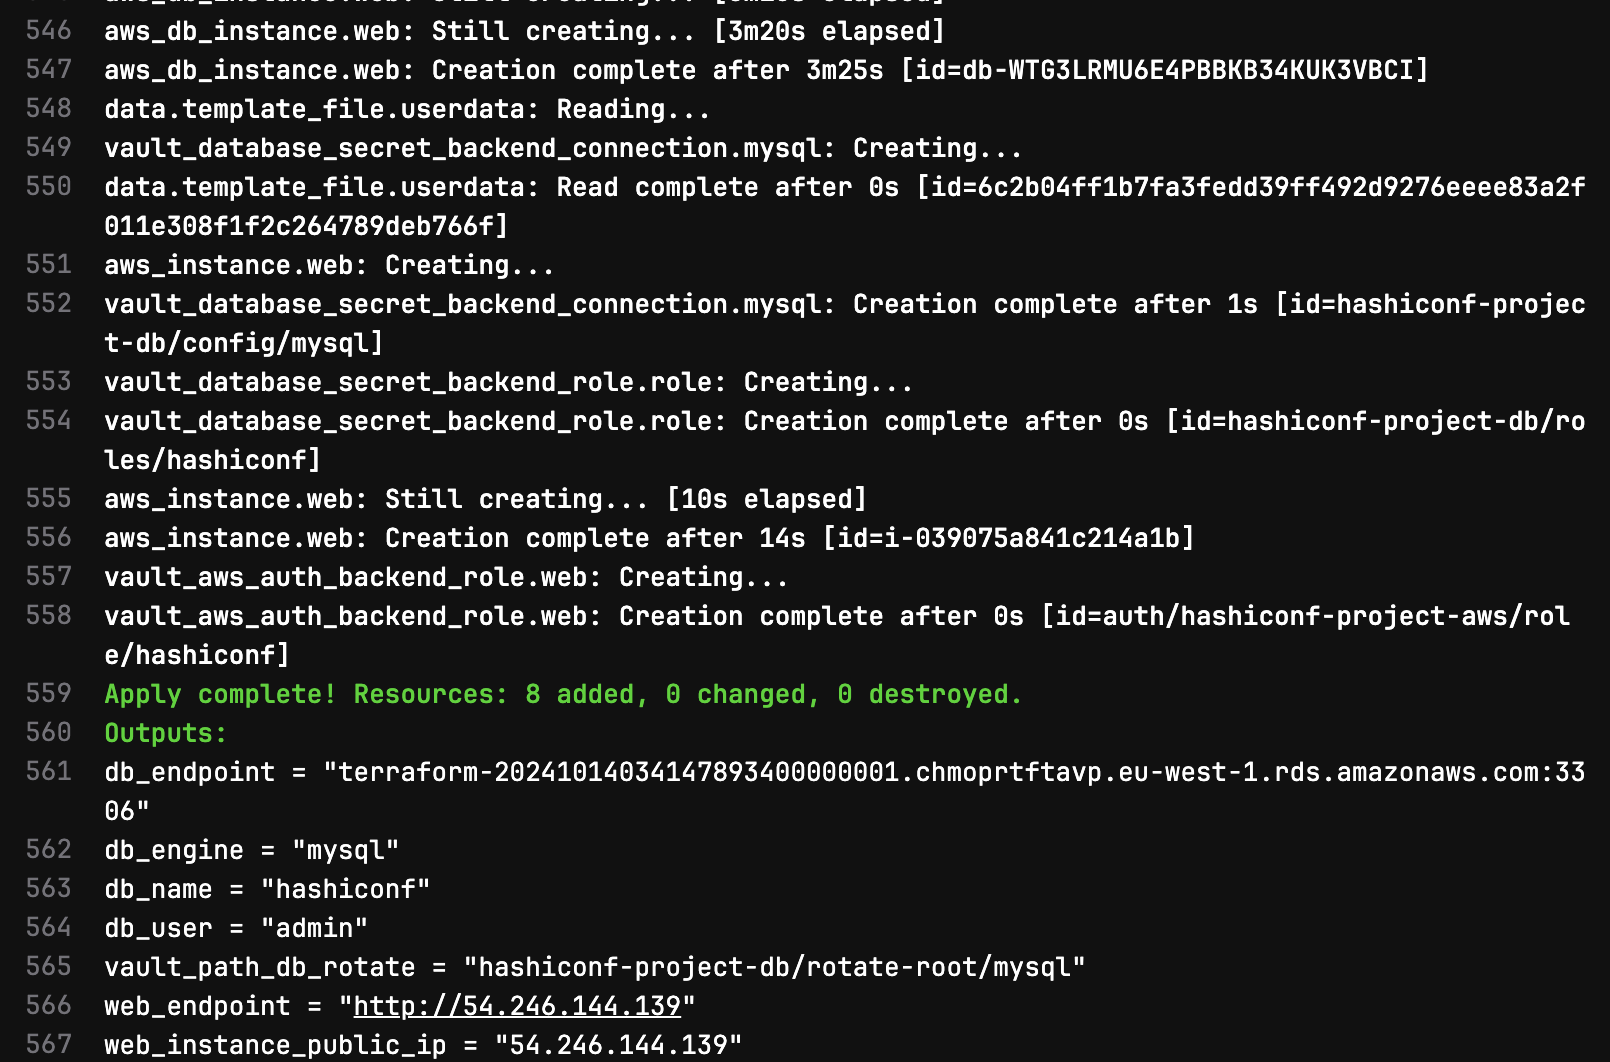 546 aws_db_instance.web: Still creating... [3m20s elapsed]
547 aws_db_instance.web: Creation complete after 3m25s [id=db-WTG3LRMU6E4PBBKB34KUK3VBCI]
548 data.template_file.userdata: Reading...
549 vault_database_secret_backend_connection.mysql: Creating...
550 data.template_file.userdata: Read complete after 0s [id=6c2b04ff1b7fa3fedd39ff492d9276eeee83a2f
011e308f1f2c264789deb766f]
551 aws_instance.web: Creating...
552 vault_database_secret_backend_connection.mysql: Creation complete after 1s [id=hashiconf-projec
t-db/config/mysql]
553 vault_database_secret_backend_role.role: Creating...
554 vault_database_secret_backend_role.role: Creation complete after 0s [id=hashiconf-project-db/ro
les/hashiconf]
555 aws_instance.web: Still creating... [10s elapsed]
556 aws_instance.web: Creation complete after 14s [id=i-039075a841c214a1b]
557 vault_aws_auth_backend_role.web: Creating...
558 vault_aws_auth_backend_role.web: Creation complete after 0s [id=auth/hashiconf-project-aws/rol
e/hashiconf]
559 Apply complete! Resources: 8 added, 0 changed, 0 destroyed.
560 Outputs:
561 db_endpoint = "terraform-20241014034147893400000001.chmoprtftavp.eu-west-1.rds.amazonaws.com:33
06"
562 db_engine = "mysql"
563 db_name = "hashiconf"
564 db_user = "admin"
565 vault_path_db_rotate = "hashiconf-project-db/rotate-root/mysql"
566 web_endpoint = "http://54.246.144.139"
567 web_instance_public_ip = "54.246.144.139"